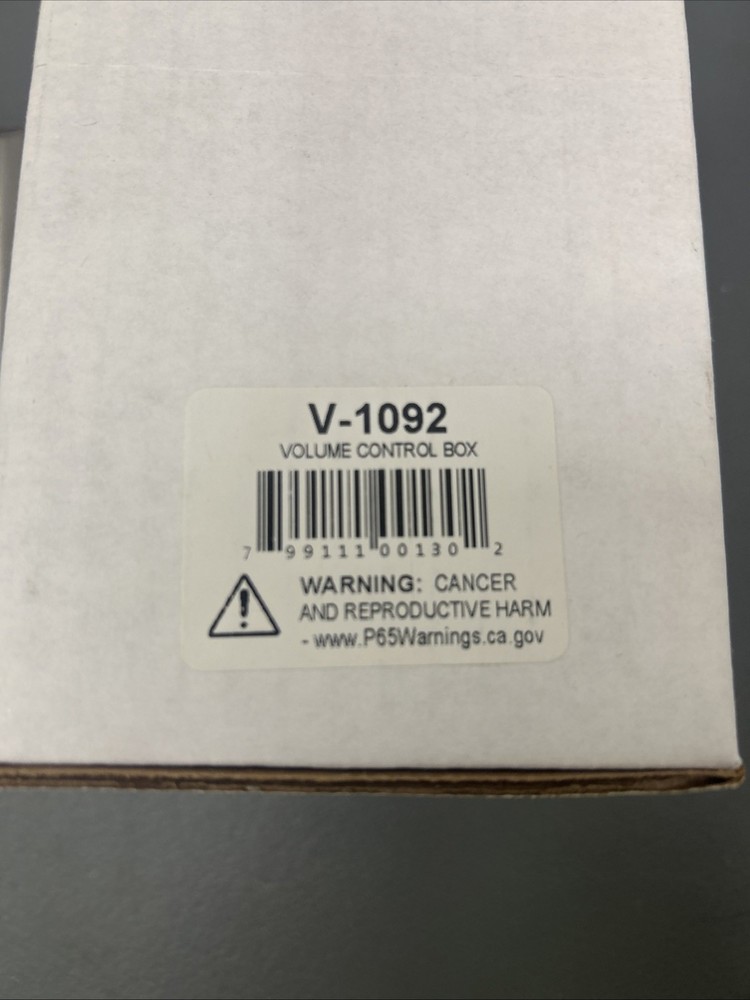 V-1092
VOLUME CONTROL BOX
7 99111 00130 2
WARNING: CANCER
AND REPRODUCTIVE HARM
- www.P65Warnings.ca.gov